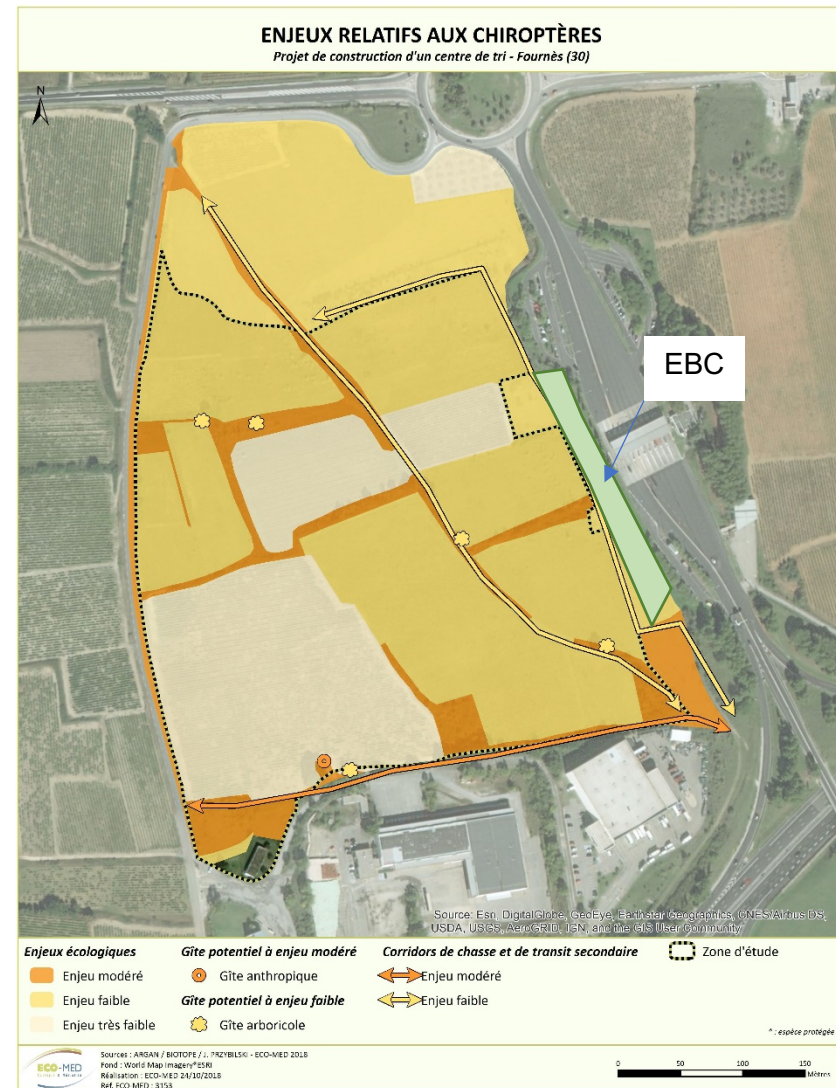 ENJEUX RELATIFS AUX CHIROPTÈRES
Projet de construction d'un centre de tri - Fournès (30)
N
EBC
Source: Esri, DigitalGlobe, GeoEye, Earthstar Geographics, CNES/Airbus DS,
USDA, USGS, AeroGRID, IGN, and the GIS User Community
Enjeux écologiques
Enjeu modéré
Enjeu faible
Enjeu très faible
Gîte potentiel à enjeu modéré
Gîte anthropique
Gîte potentiel à enjeu faible
Gîte arboricole
Corridors de chasse et de transit secondaire
Enjeu modéré
Enjeu faible
Zone d'étude
* : espèce protégée
ECO-MED
Sources : ARGAN / BIOTOPE / J. PRZYBILSKI - ECO-MED 2018
Fond : World Map Imagery®ESRI
Réalisation : ECO-MED 24/10/2018
Ref. ECO MED : 3153
0 50 100 150
Mètres